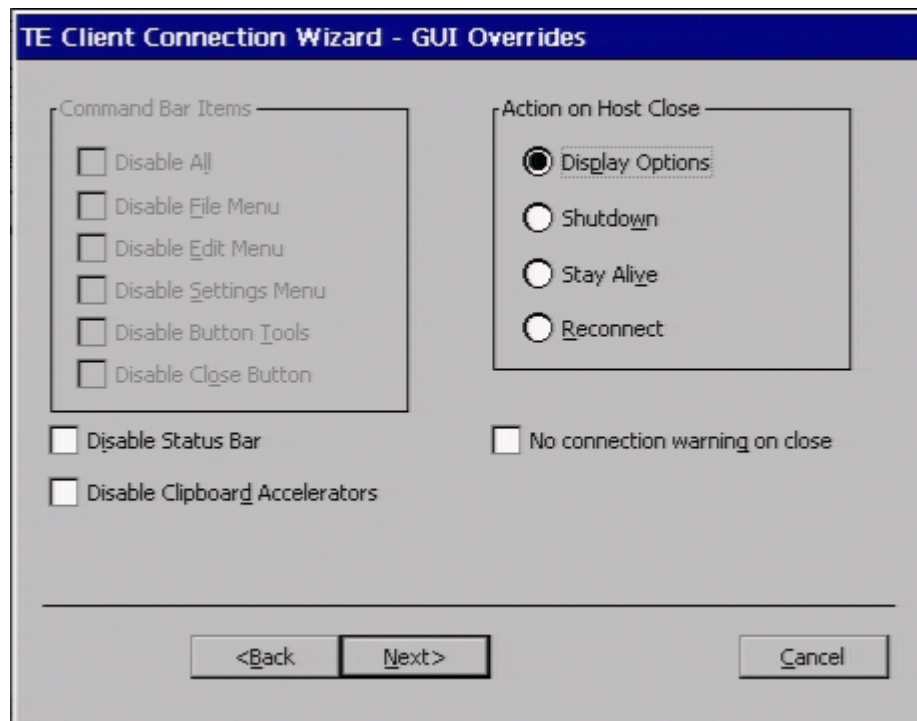 TE Client Connection Wizard - GUI Overrides
Command Bar Items
Disable All
Disable File Menu
Disable Edit Menu
Disable Settings Menu
Disable Button Tools
Disable Close Button
Disable Status Bar
Disable Clipboard Accelerators
Action on Host Close
Display Options
Shutdown
Stay Alive
Reconnect
No connection warning on close
<Back
Next>
Cancel